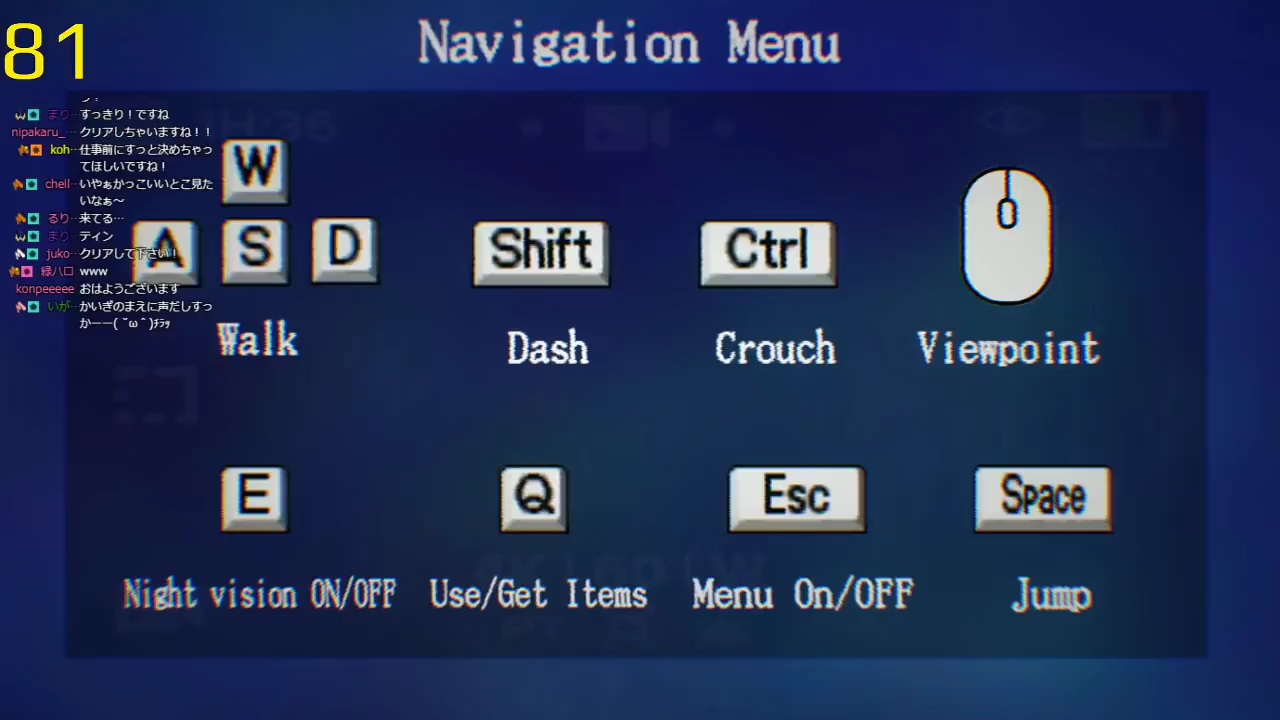 81
Navigation Menu
まり… すっきり！ですね
nipakaru_… クリアしちゃいますね！！
koh… 仕事前にすっと決めちゃっ
てほしいですね！
chell… いやぁかっこいいとこ見た
いなぁ～
るり… 来てる…
まり… ティン
juko… クリアして下さい！
緑ハロ www
konpeeeee おはようございます
いが… かいぎのまえに声だしすっ
W
A S D Shift Ctrl
Walk Dash Crouch Viewpoint
E Q Esc Space
Night vision ON/OFF Use/Get Items Menu On/OFF Jump